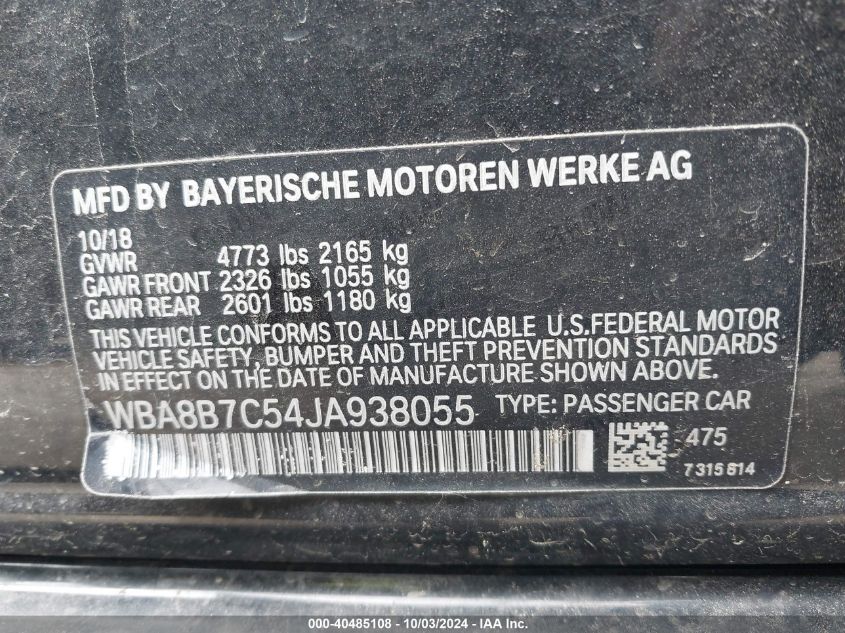 MFD BY BAYERISCHE MOTOREN WERKE AG
10/18
GVWR 4773 lbs 2165 kg
GAWR FRONT 2326 lbs 1055 kg
GAWR REAR 2601 lbs 1180 kg
THIS VEHICLE CONFORMS TO ALL APPLICABLE U.S.FEDERAL MOTOR
VEHICLE SAFETY, BUMPER AND THEFT PREVENTION STANDARDS
IN EFFECT ON THE DATE OF MANUFACTURE SHOWN ABOVE.
WBA8B7C54JA938055 TYPE: PASSENGER CAR
475
7 315 814
000-40485108 - 10/03/2024 - IAA Inc.